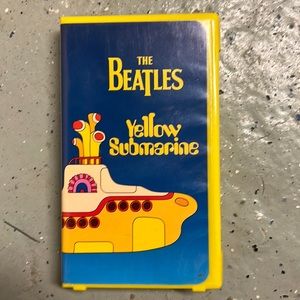 THE
BEATLES
Yellow
Submarine